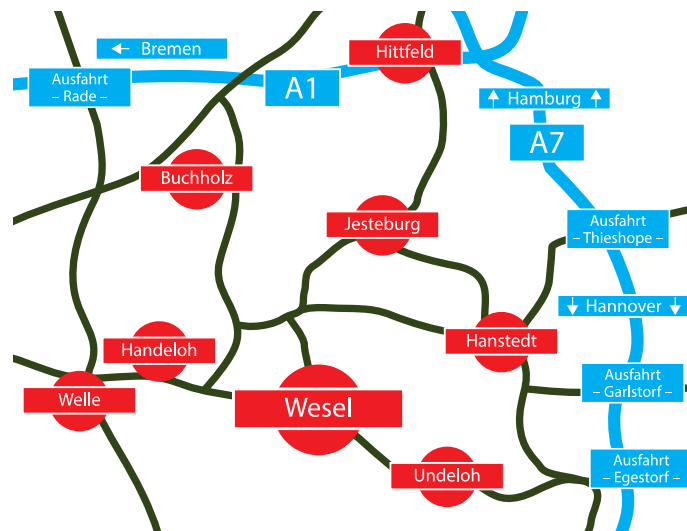 ← Bremen
Hittfeld
Ausfahrt
– Rade –
A1
↑ Hamburg ↑
A7
Buchholz
Jesteburg
Ausfahrt
– Thieshope –
↓ Hannover ↓
Handeloh
Hanstedt
Welle
Wesel
Ausfahrt
– Garlstorf –
Undeloh
Ausfahrt
– Egestorf –